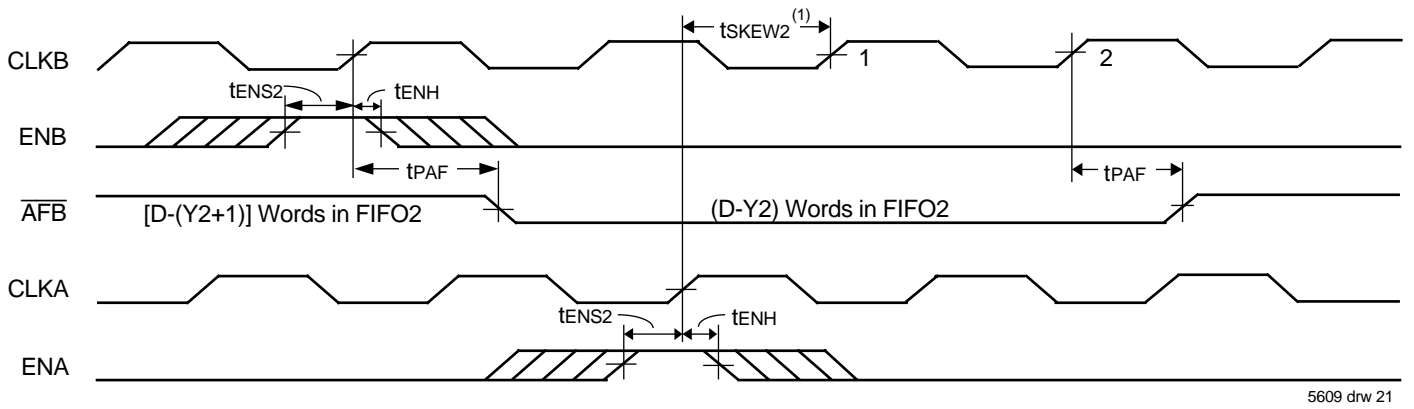 tSKEW2(1)
CLKB 1 2
tENS2 tENH
ENB
tPAF tPAF
AFB [D-(Y2+1)] Words in FIFO2 (D-Y2) Words in FIFO2
CLKA
tENS2 tENH
ENA
5609 drw 21